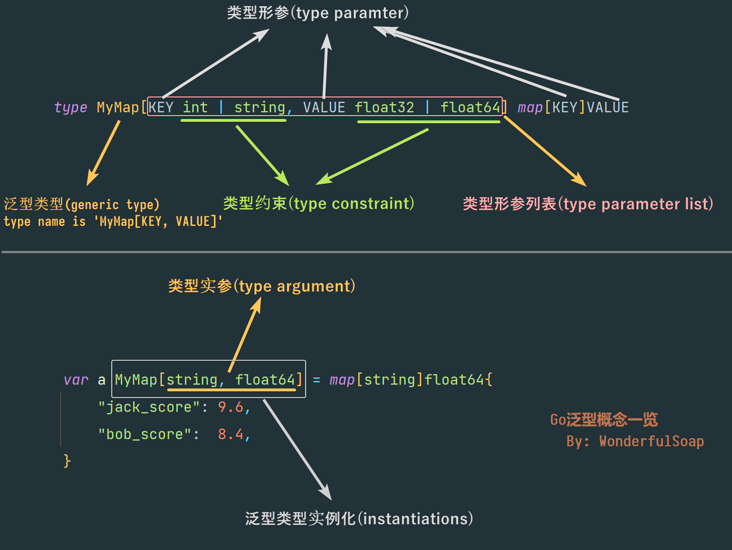 类型形参(type paramter)
type MyMap[KEY int | string, VALUE float32 | float64] map[KEY]VALUE
泛型类型(generic type)
type name is 'MyMap[KEY, VALUE]'
类型约束(type constraint)
类型形参列表(type parameter list)
类型实参(type argument)
var a MyMap[string, float64] = map[string]float64{
"jack_score": 9.6,
"bob_score": 8.4,
}
Go泛型概念一览
By: WonderfulSoap
泛型类型实例化(instantiations)